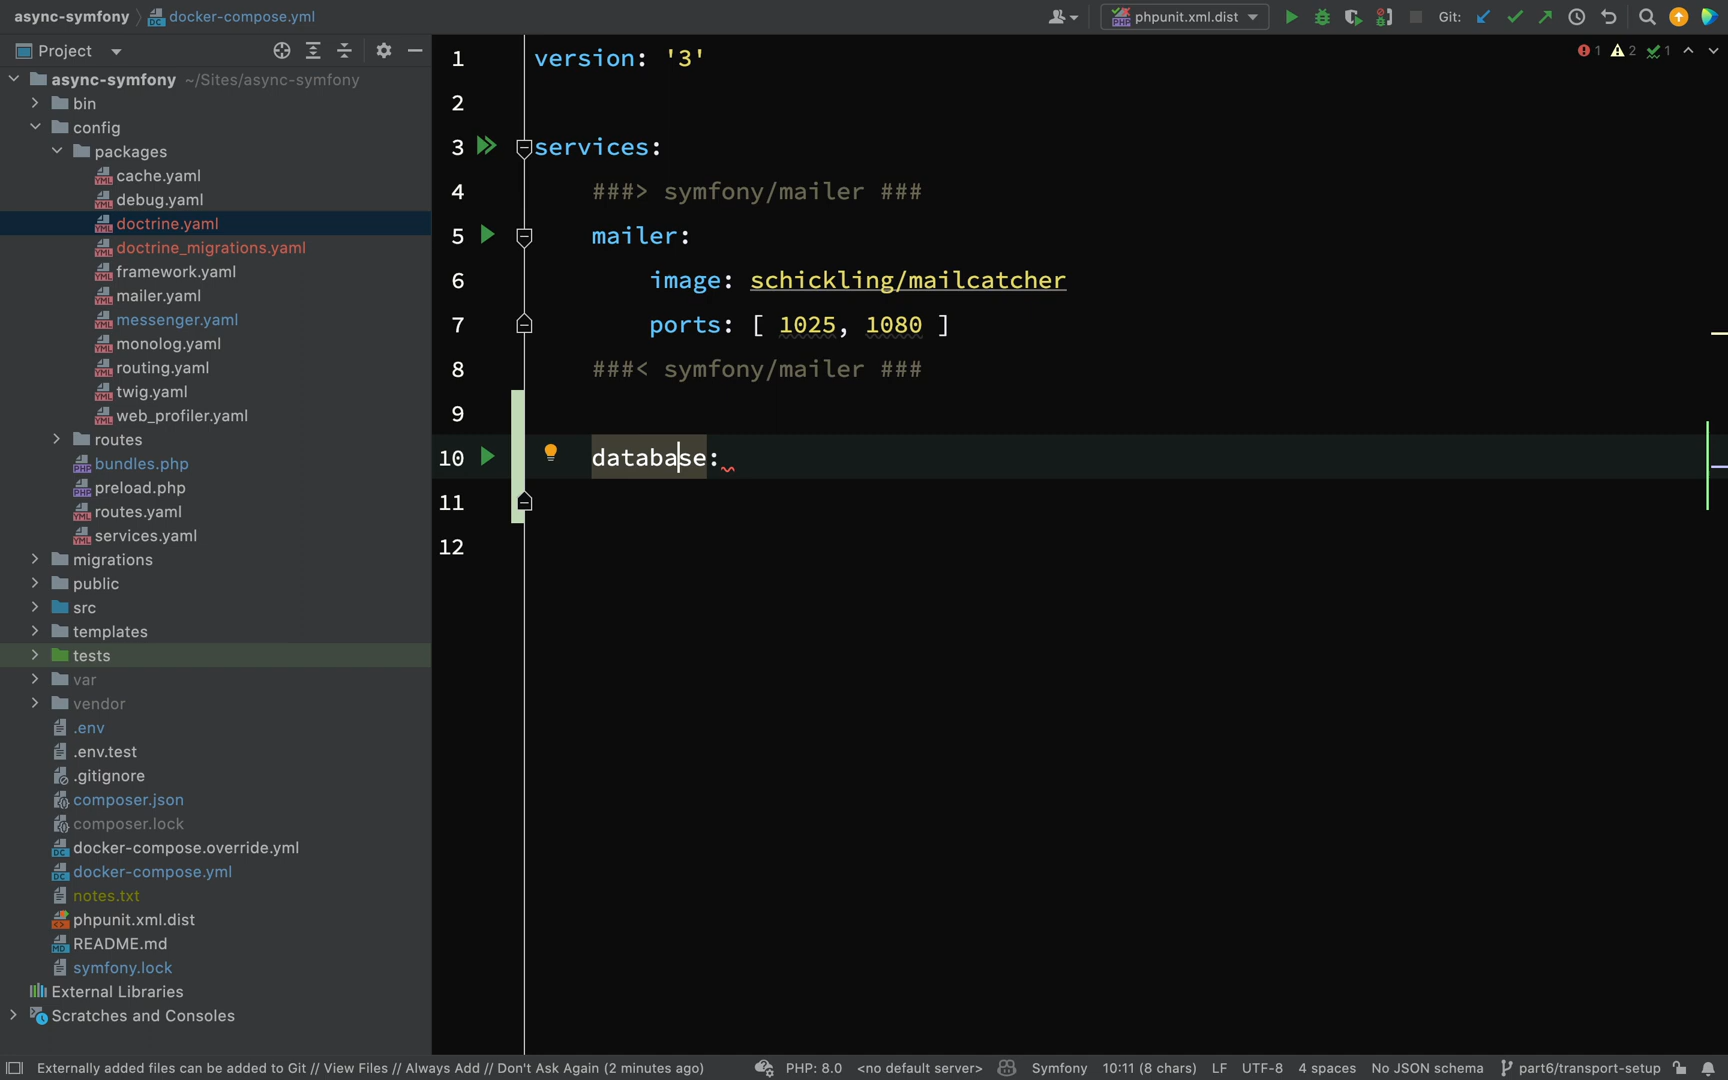 async-symfony docker-compose.yml phpunit.xml.dist Git:
Project
async-symfony ~/Sites/async-symfony
bin
config
packages
cache.yaml
debug.yaml
doctrine.yaml
doctrine_migrations.yaml
framework.yaml
mailer.yaml
messenger.yaml
monolog.yaml
routing.yaml
twig.yaml
web_profiler.yaml
routes
bundles.php
preload.php
routes.yaml
services.yaml
migrations
public
src
templates
tests
var
vendor
.env
.env.test
.gitignore
composer.json
composer.lock
docker-compose.override.yml
docker-compose.yml
notes.txt
phpunit.xml.dist
README.md
symfony.lock
External Libraries
Scratches and Consoles
1 version: '3'
2
3 services:
4 ###> symfony/mailer ###
5 mailer:
6 image: schickling/mailcatcher
7 ports: [ 1025, 1080 ]
8 ###< symfony/mailer ###
9
10 database:
11
12
1 2 1
Externally added files can be added to Git // View Files // Always Add // Don't Ask Again (2 minutes ago) PHP: 8.0 <no default server> Symfony 10:11 (8 chars) LF UTF-8 4 spaces No JSON schema part6/transport-setup